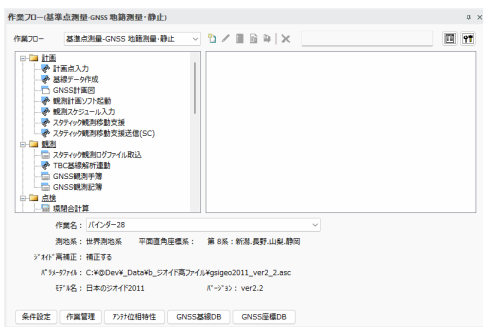 作業フロー(基準点測量-GNSS 地籍測量・静止)
作業フロー 基準点測量-GNSS 地籍測量・静止
計画
計画点入力
基線データ作成
GNSS計画図
観測計画ソフト起動
観測スケジュール入力
スタティック観測移動支援
スタティック観測移動支援送信(SC)
観測
スタティック観測ログファイル取込
TBC基線解析連動
GNSS観測手簿
GNSS観測記簿
点検
環閉合計算
作業名: バインダー28
測地系: 世界測地系 平面直角座標系: 第 8系:新潟.長野.山梨.静岡
ジオイド高補正: 補正する
パラメータファイル: C:¥@Dev¥_Data¥b_ジオイド高ファイル¥gsigeo2011_ver2_2.asc
モデル名: 日本のジオイド2011 バージョン: ver2.2
条件設定 作業管理 アンテナ位相特性 GNSS基線DB GNSS座標DB